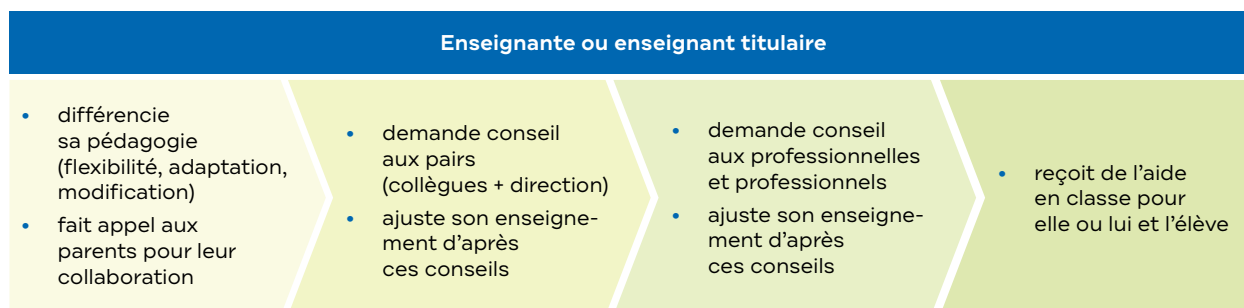 Enseignante ou enseignant titulaire
• différencie
sa pédagogie
(flexibilité, adaptation,
modification)
• fait appel aux
parents pour leur
collaboration
• demande conseil
aux pairs
(collègues + direction)
• ajuste son enseigne-
ment d’après
ces conseils
• demande conseil
aux professionnelles
et professionnels
• ajuste son enseigne-
ment d’après
ces conseils
• reçoit de l’aide
en classe pour
elle ou lui et l’élève